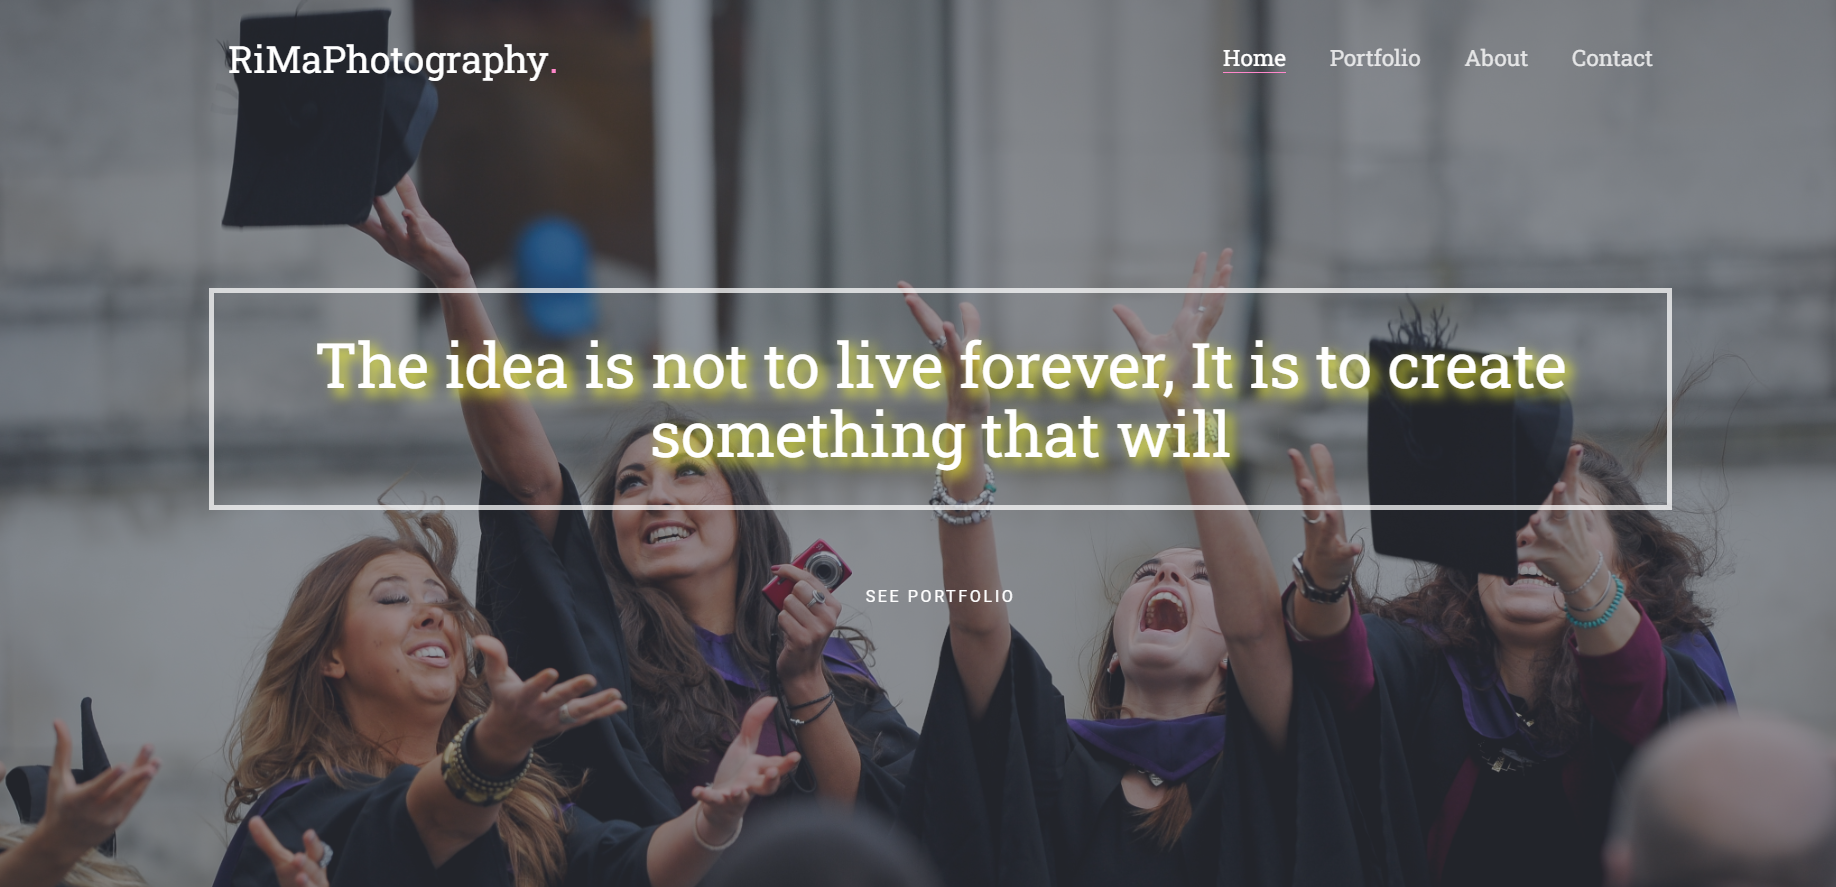 RiMaPhotography.
Home Portfolio About Contact
The idea is not to live forever, It is to create
something that will
SEE PORTFOLIO